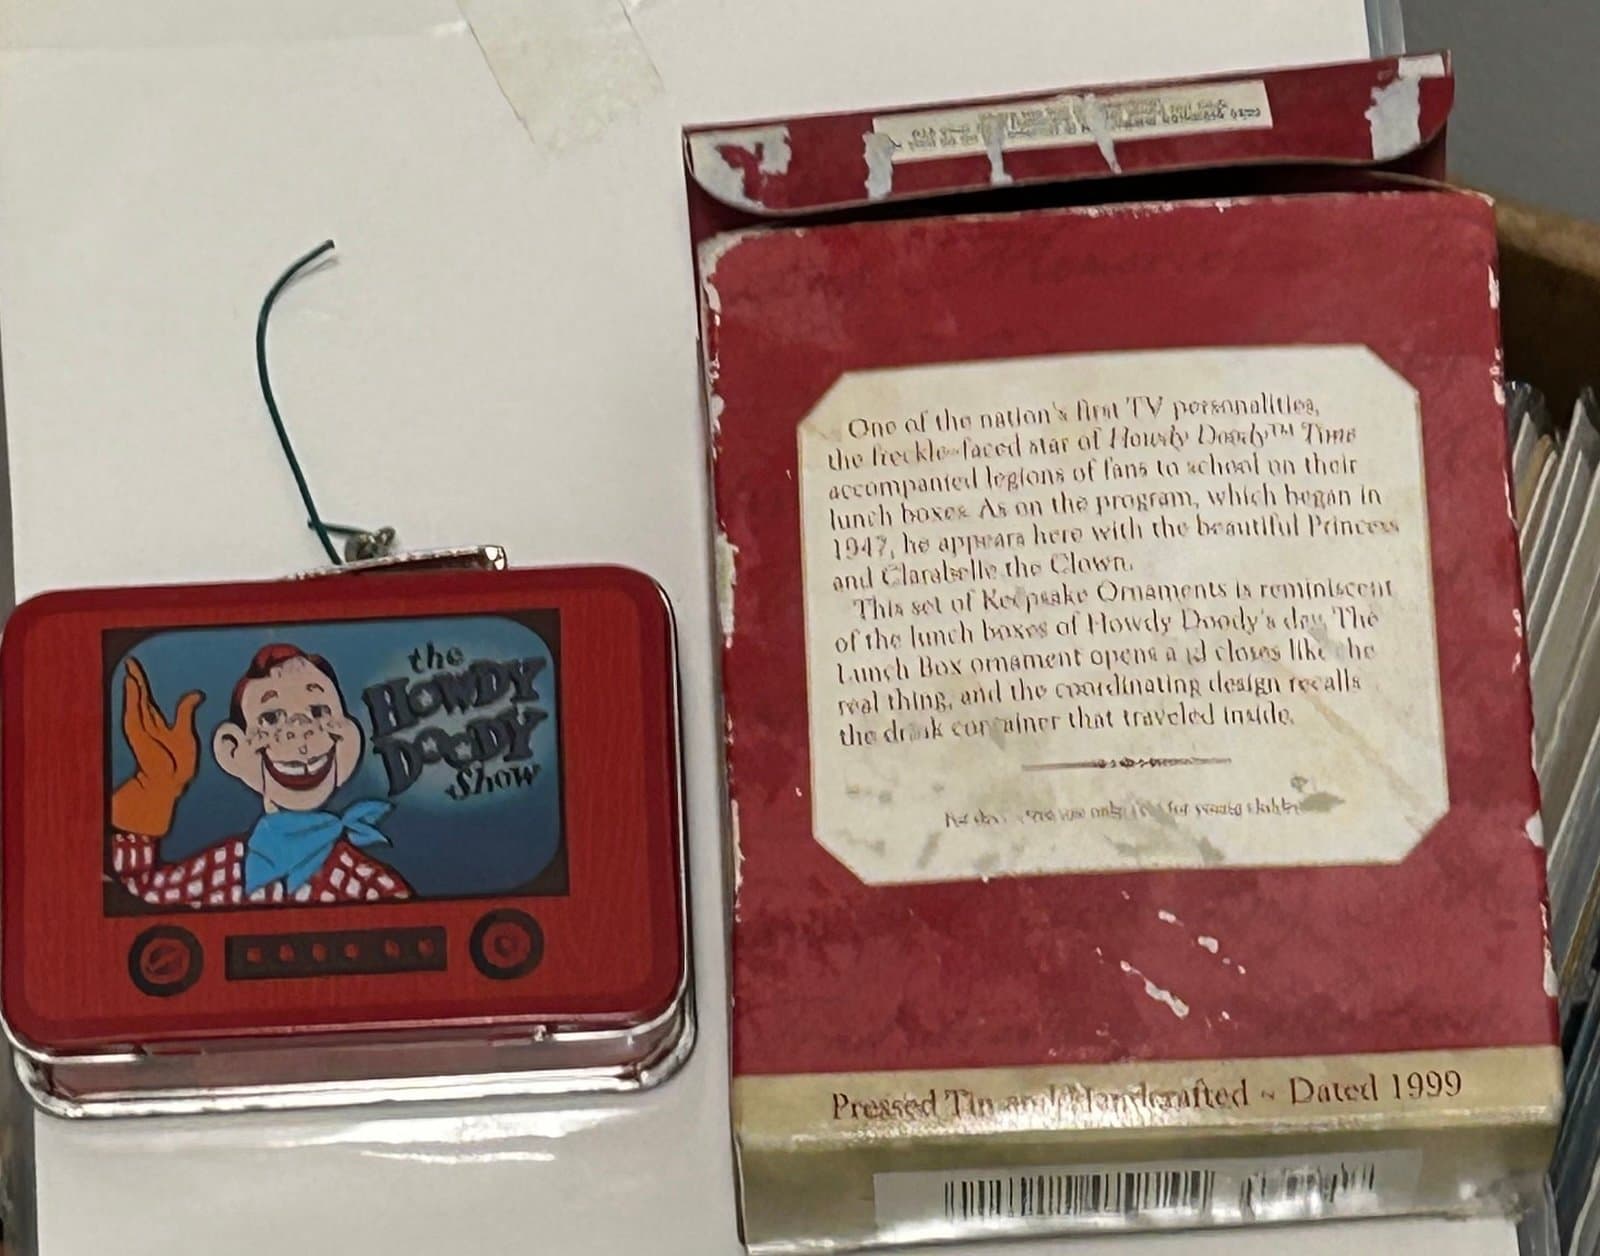 the
HOWDY
DOODY
Show
One of the nation's first TV personalities,
the freckle-faced star of Howdy Doody™ Time
accompanied legions of fans to school on their
lunch boxes. As on the program, which began in
1947, he appears here with the beautiful Princess
and Clarabelle the Clown.
This set of Keepsake Ornaments is reminiscent
of the lunch boxes of Howdy Doody's day. The
Lunch Box ornament opens and closes like the
real thing, and the coordinating design recalls
the drink container that traveled inside.
Pressed Tin and Handcrafted ~ Dated 1999